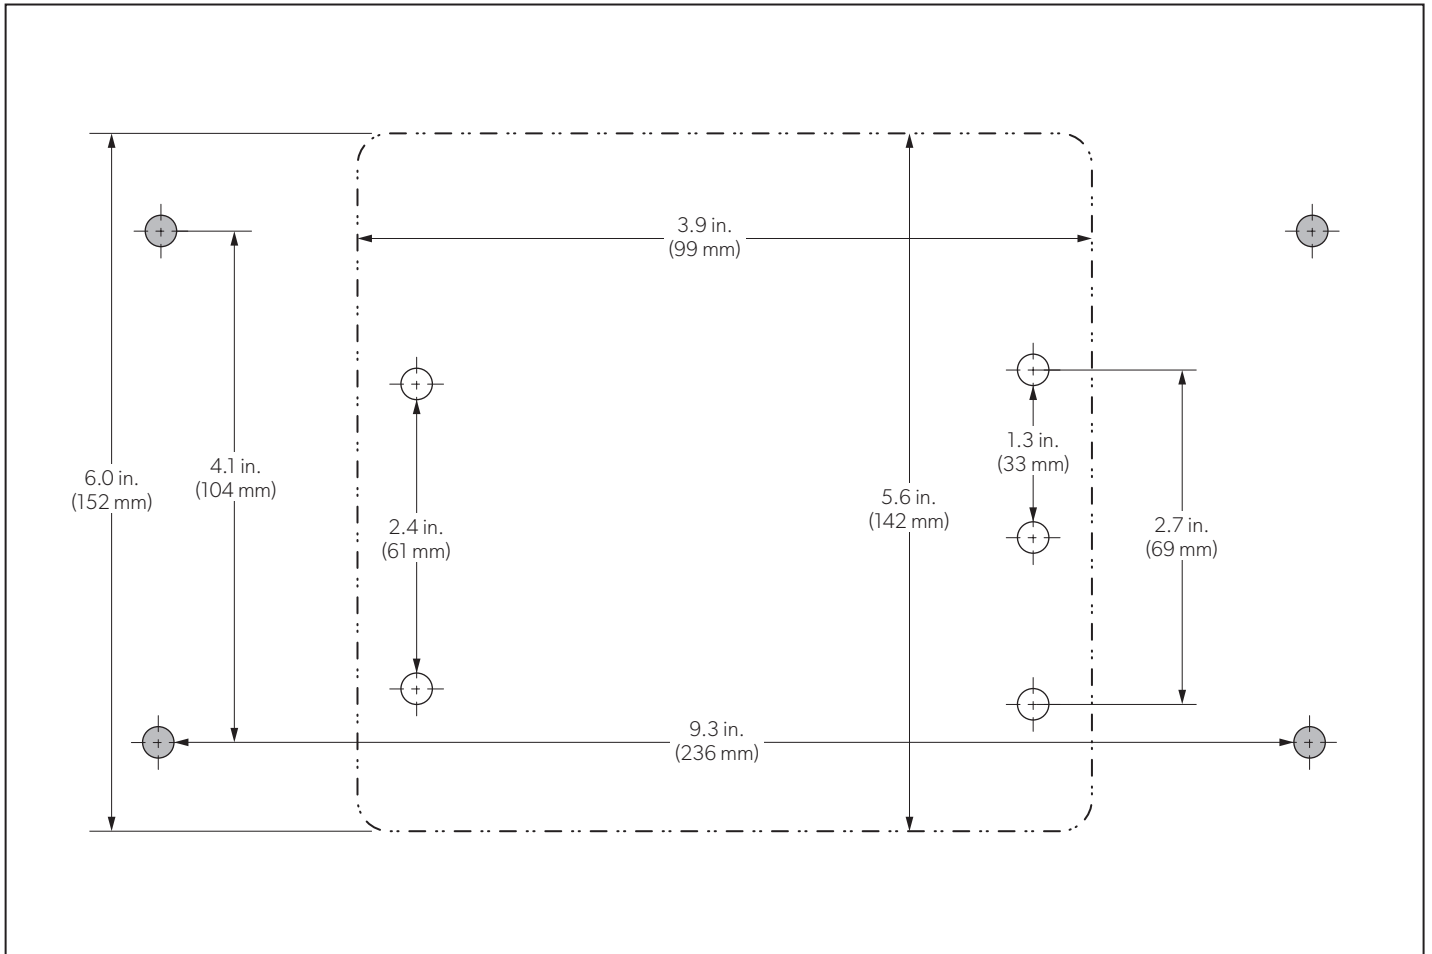 3.9 in.
(99 mm)
1.3 in.
(33 mm)
4.1 in.
(104 mm)
6.0 in.
(152 mm)
5.6 in.
(142 mm)
2.4 in.
(61 mm)
2.7 in.
(69 mm)
9.3 in.
(236 mm)